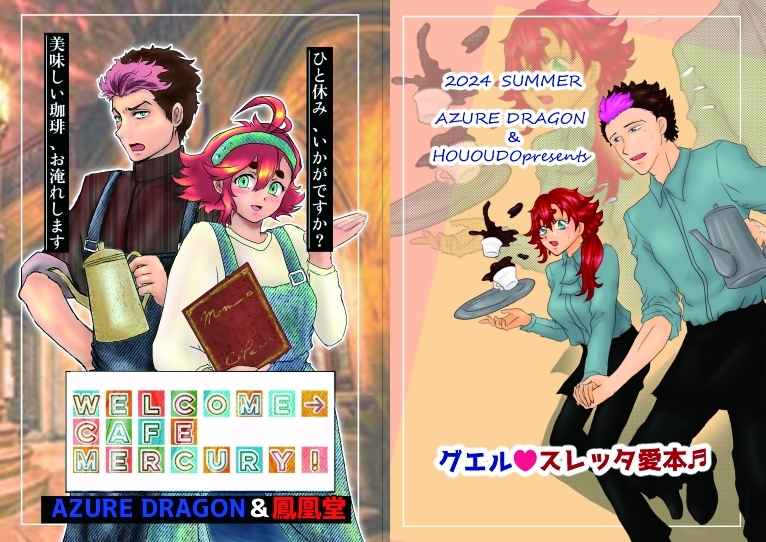 美味しい珈琲、お淹れします
ひと休み、いかがですか?
WELCOME→
CAFE
MERCURY!
AZURE DRAGON & 鳳凰堂
2024 SUMMER
AZURE DRAGON
&
HOUOUDOpresents
グエル♥スレッタ愛本♬